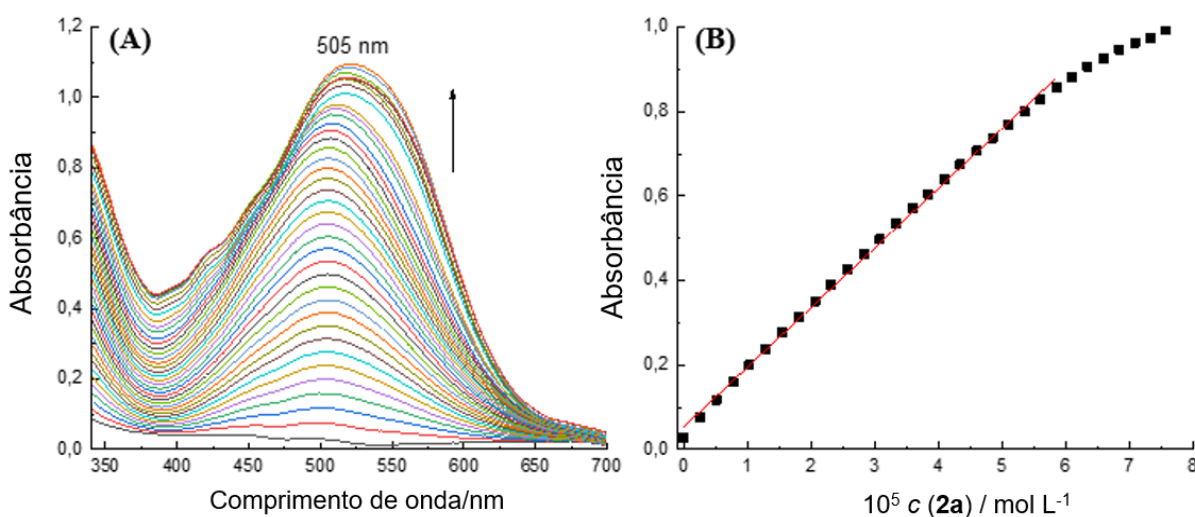 (A)
505 nm
Absorbância
1,2
1,0
0,8
0,6
0,4
0,2
0,0
350 400 450 500 550 600 650 700
Comprimento de onda/nm
(B)
Absorbância
1,0
0,8
0,6
0,4
0,2
0,0
0 1 2 3 4 5 6 7 8
10⁵ c (2a) / mol L⁻¹